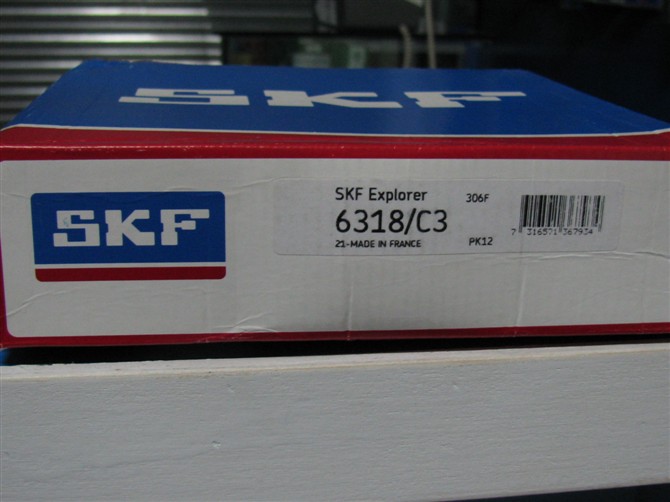 SKF
SKF
SKF Explorer
306F
6318/C3
21-MADE IN FRANCE
PK12
7 316571 367934